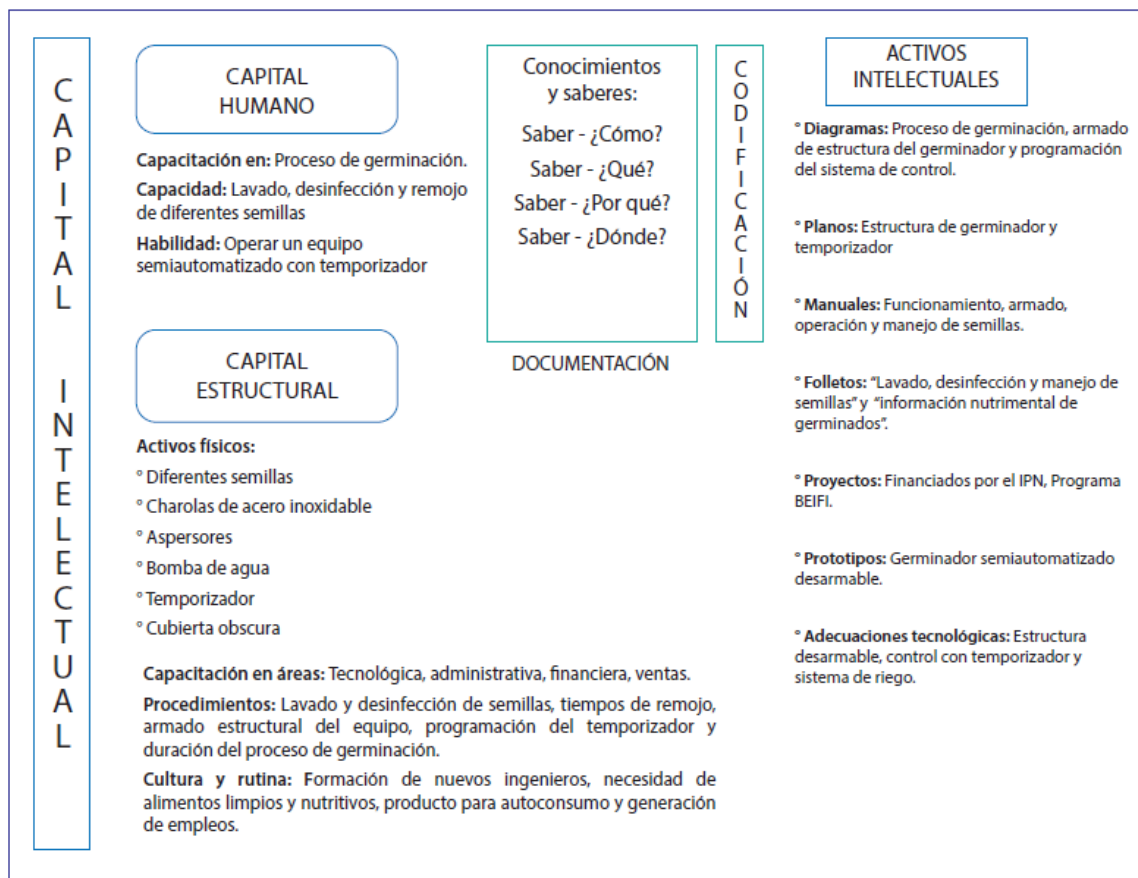 CAPITAL INTELECTUAL
CAPITAL
HUMANO
Capacitación en: Proceso de germinación.
Capacidad: Lavado, desinfección y remojo
de diferentes semillas
Habilidad: Operar un equipo
semiautomatizado con temporizador
CAPITAL
ESTRUCTURAL
Activos físicos:
° Diferentes semillas
° Charolas de acero inoxidable
° Aspersores
° Bomba de agua
° Temporizador
° Cubierta obscura
Capacitación en áreas: Tecnológica, administrativa, financiera, ventas.
Procedimientos: Lavado y desinfección de semillas, tiempos de remojo,
armado estructural del equipo, programación del temporizador y
duración del proceso de germinación.
Cultura y rutina: Formación de nuevos ingenieros, necesidad de
alimentos limpios y nutritivos, producto para autoconsumo y generación
de empleos.
Conocimientos
y saberes:
Saber - ¿Cómo?
Saber - ¿Qué?
Saber - ¿Por qué?
Saber - ¿Dónde?
DOCUMENTACIÓN
CODIFICACIÓN
ACTIVOS
INTELECTUALES
° Diagramas: Proceso de germinación, armado
de estructura del germinador y programación
del sistema de control.
° Planos: Estructura de germinador y
temporizador
° Manuales: Funcionamiento, armado,
operación y manejo de semillas.
° Folletos: “Lavado, desinfección y manejo de
semillas” y “información nutrimental de
germinados”.
° Proyectos: Financiados por el IPN, Programa
BEIFI.
° Prototipos: Germinador semiautomatizado
desarmable.
° Adecuaciones tecnológicas: Estructura
desarmable, control con temporizador y
sistema de riego.